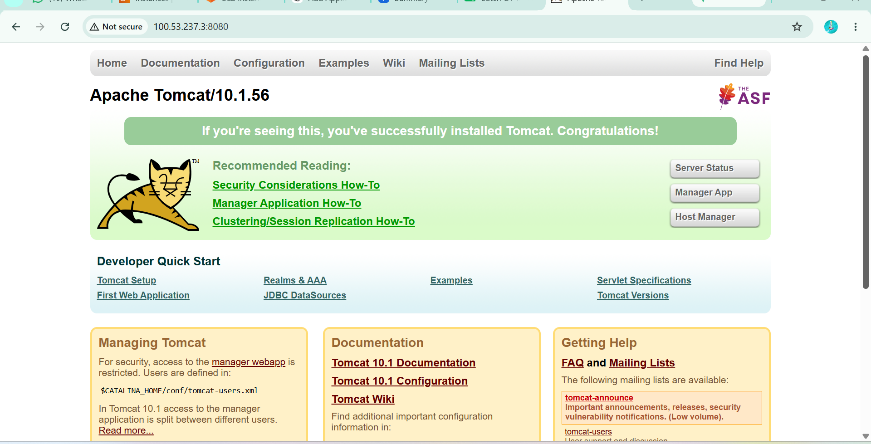 Not secure 100.53.237.3:8080
Home Documentation Configuration Examples Wiki Mailing Lists Find Help
Apache Tomcat/10.1.56
THE
ASF
If you're seeing this, you've successfully installed Tomcat. Congratulations!
TM
Recommended Reading:
Security Considerations How-To
Manager Application How-To
Clustering/Session Replication How-To
Server Status
Manager App
Host Manager
Developer Quick Start
Tomcat Setup
First Web Application
Realms & AAA
JDBC DataSources
Examples
Servlet Specifications
Tomcat Versions
Managing Tomcat
For security, access to the manager webapp is
restricted. Users are defined in:
$CATALINA_HOME/conf/tomcat-users.xml
In Tomcat 10.1 access to the manager
application is split between different users.
Read more...
Documentation
Tomcat 10.1 Documentation
Tomcat 10.1 Configuration
Tomcat Wiki
Find additional important configuration
information in:
Getting Help
FAQ and Mailing Lists
The following mailing lists are available:
tomcat-announce
Important announcements, releases, security
vulnerability notifications. (Low volume).
tomcat-users
User support and discussion